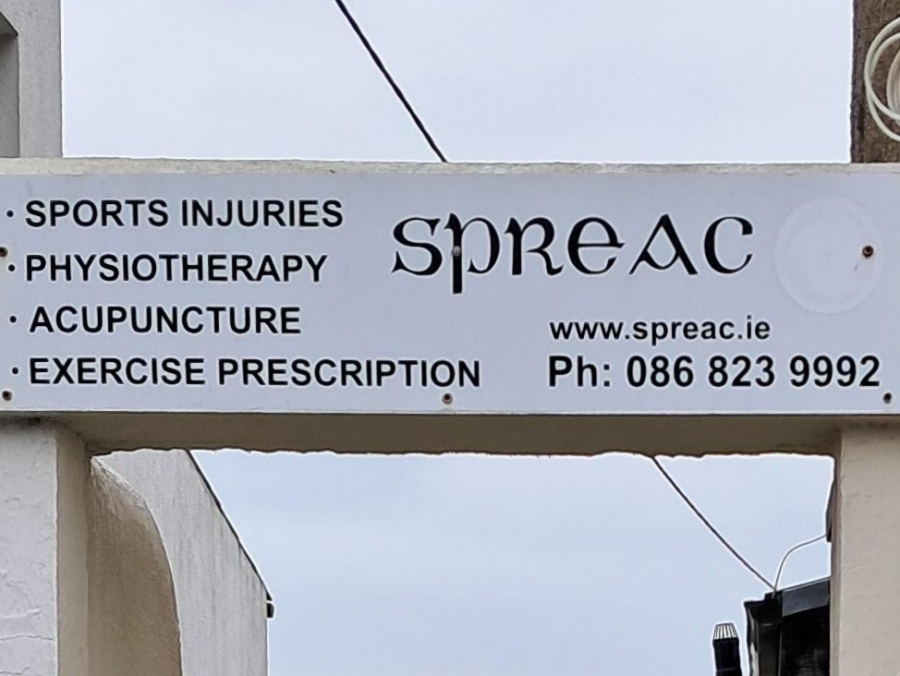 · SPORTS INJURIES
· PHYSIOTHERAPY
· ACUPUNCTURE
· EXERCISE PRESCRIPTION
SPREAC
www.spreac.ie
Ph: 086 823 9992